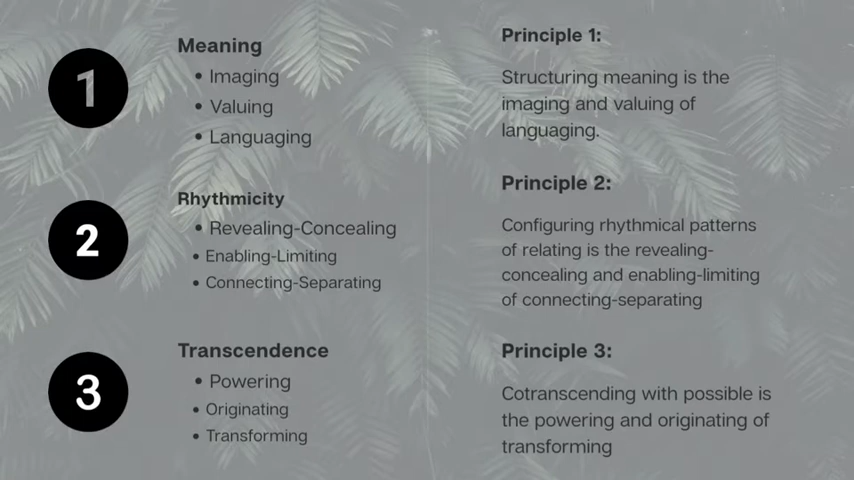 1
Meaning
• Imaging
• Valuing
• Languaging
2
Rhythmicity
• Revealing-Concealing
• Enabling-Limiting
• Connecting-Separating
3
Transcendence
• Powering
• Originating
• Transforming
Principle 1:
Structuring meaning is the
imaging and valuing of
languaging.
Principle 2:
Configuring rhythmical patterns
of relating is the revealing-
concealing and enabling-limiting
of connecting-separating
Principle 3:
Cotranscending with possible is
the powering and originating of
transforming